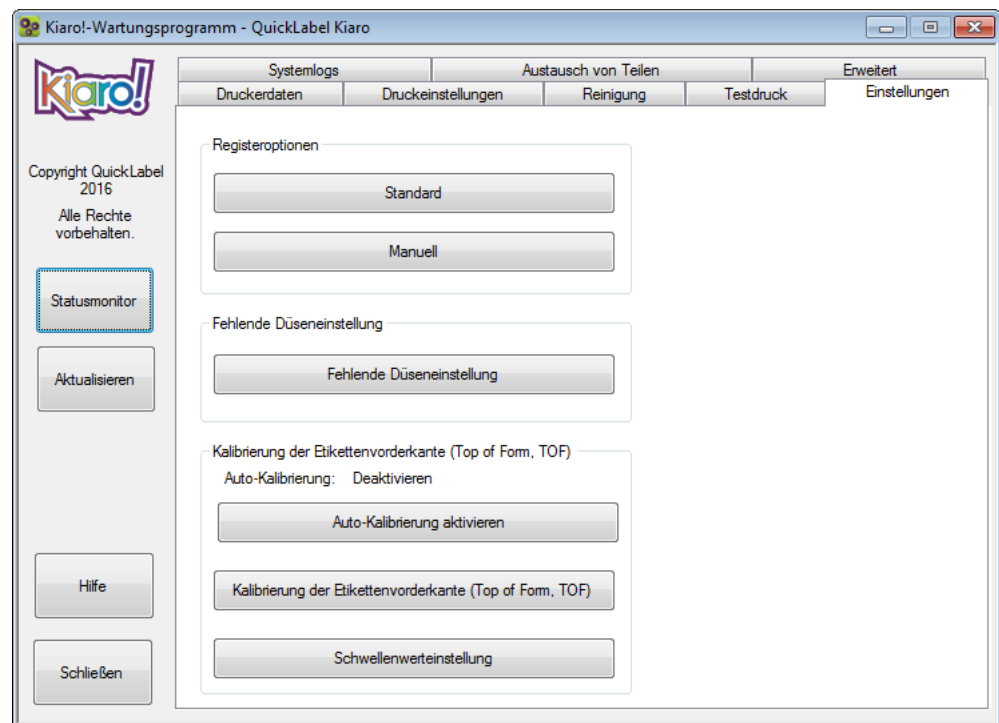 Kiaro!-Wartungsprogramm - QuickLabel Kiaro
Kiaro!
Copyright QuickLabel
2016
Alle Rechte
vorbehalten.
Statusmonitor
Aktualisieren
Hilfe
Schließen
Systemlogs
Austausch von Teilen
Erweitert
Druckerdaten
Druckeinstellungen
Reinigung
Testdruck
Einstellungen
Registeroptionen
Standard
Manuell
Fehlende Düseneinstellung
Fehlende Düseneinstellung
Kalibrierung der Etikettenvorderkante (Top of Form, TOF)
Auto-Kalibrierung: Deaktivieren
Auto-Kalibrierung aktivieren
Kalibrierung der Etikettenvorderkante (Top of Form, TOF)
Schwellenwerteinstellung